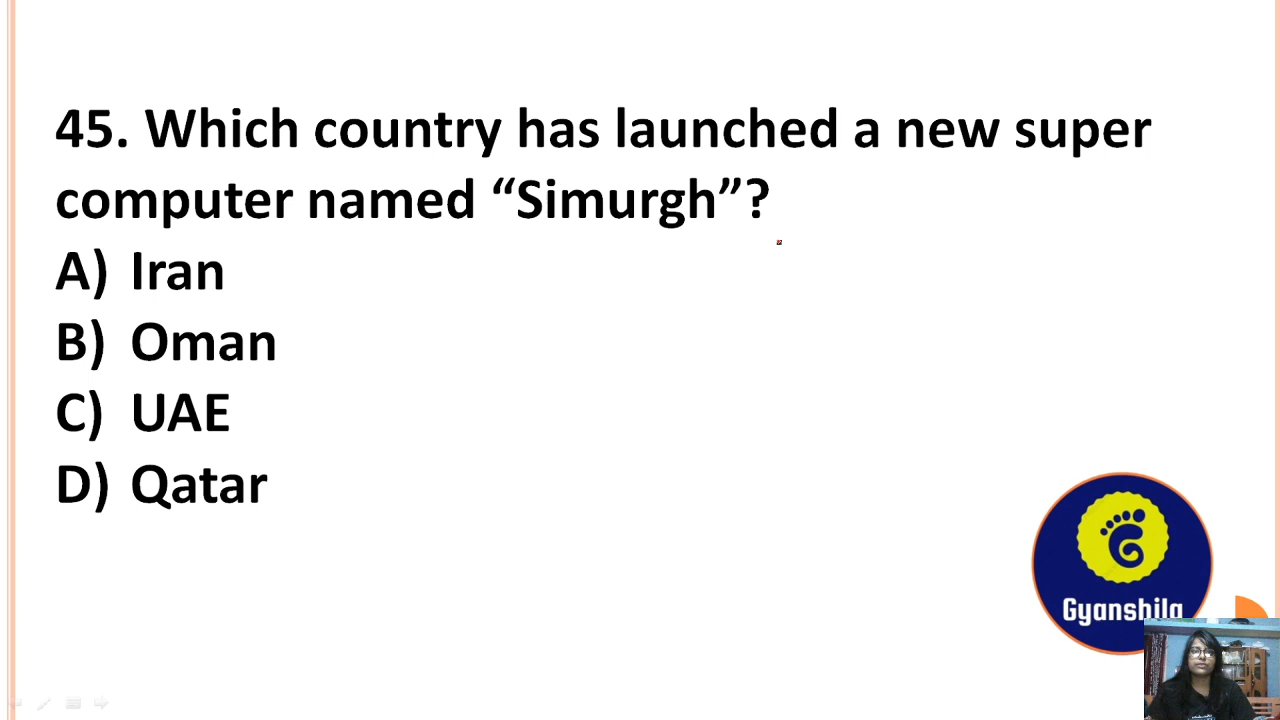 45. Which country has launched a new super
computer named “Simurgh”?
A) Iran
B) Oman
C) UAE
D) Qatar
Gyanshila